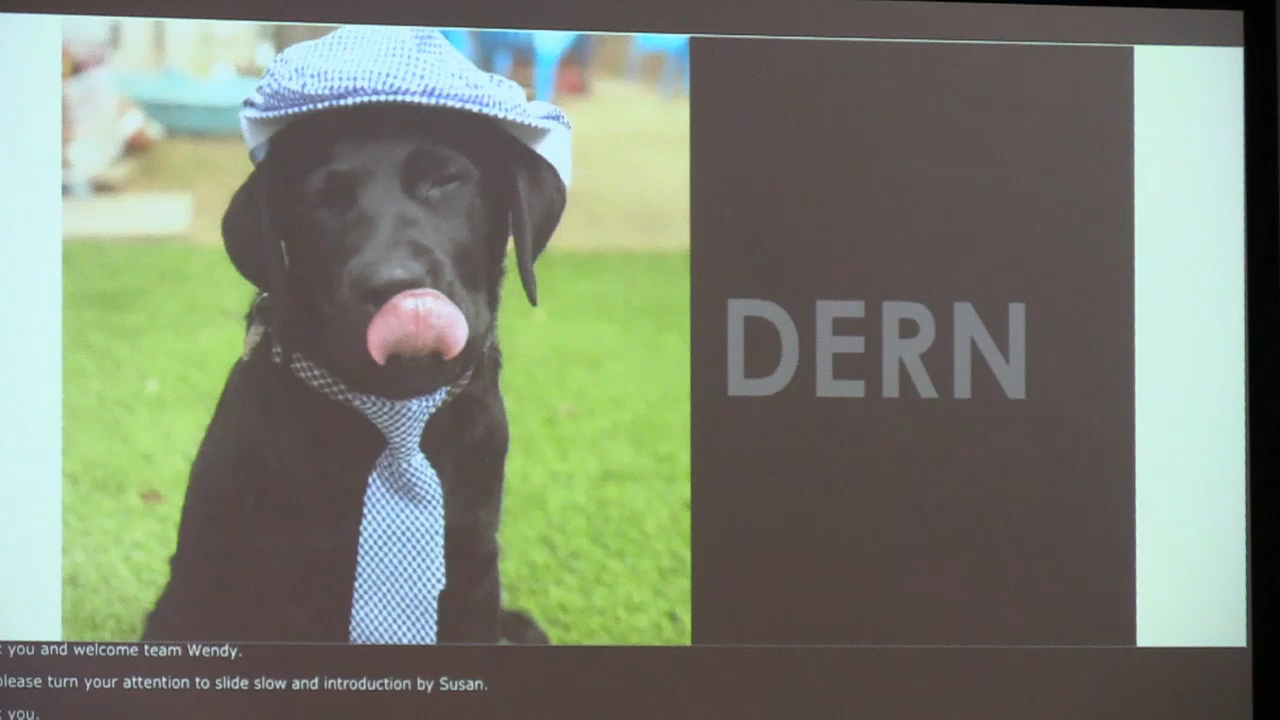 DERN
you and welcome team Wendy.
please turn your attention to slide slow and introduction by Susan.
you.